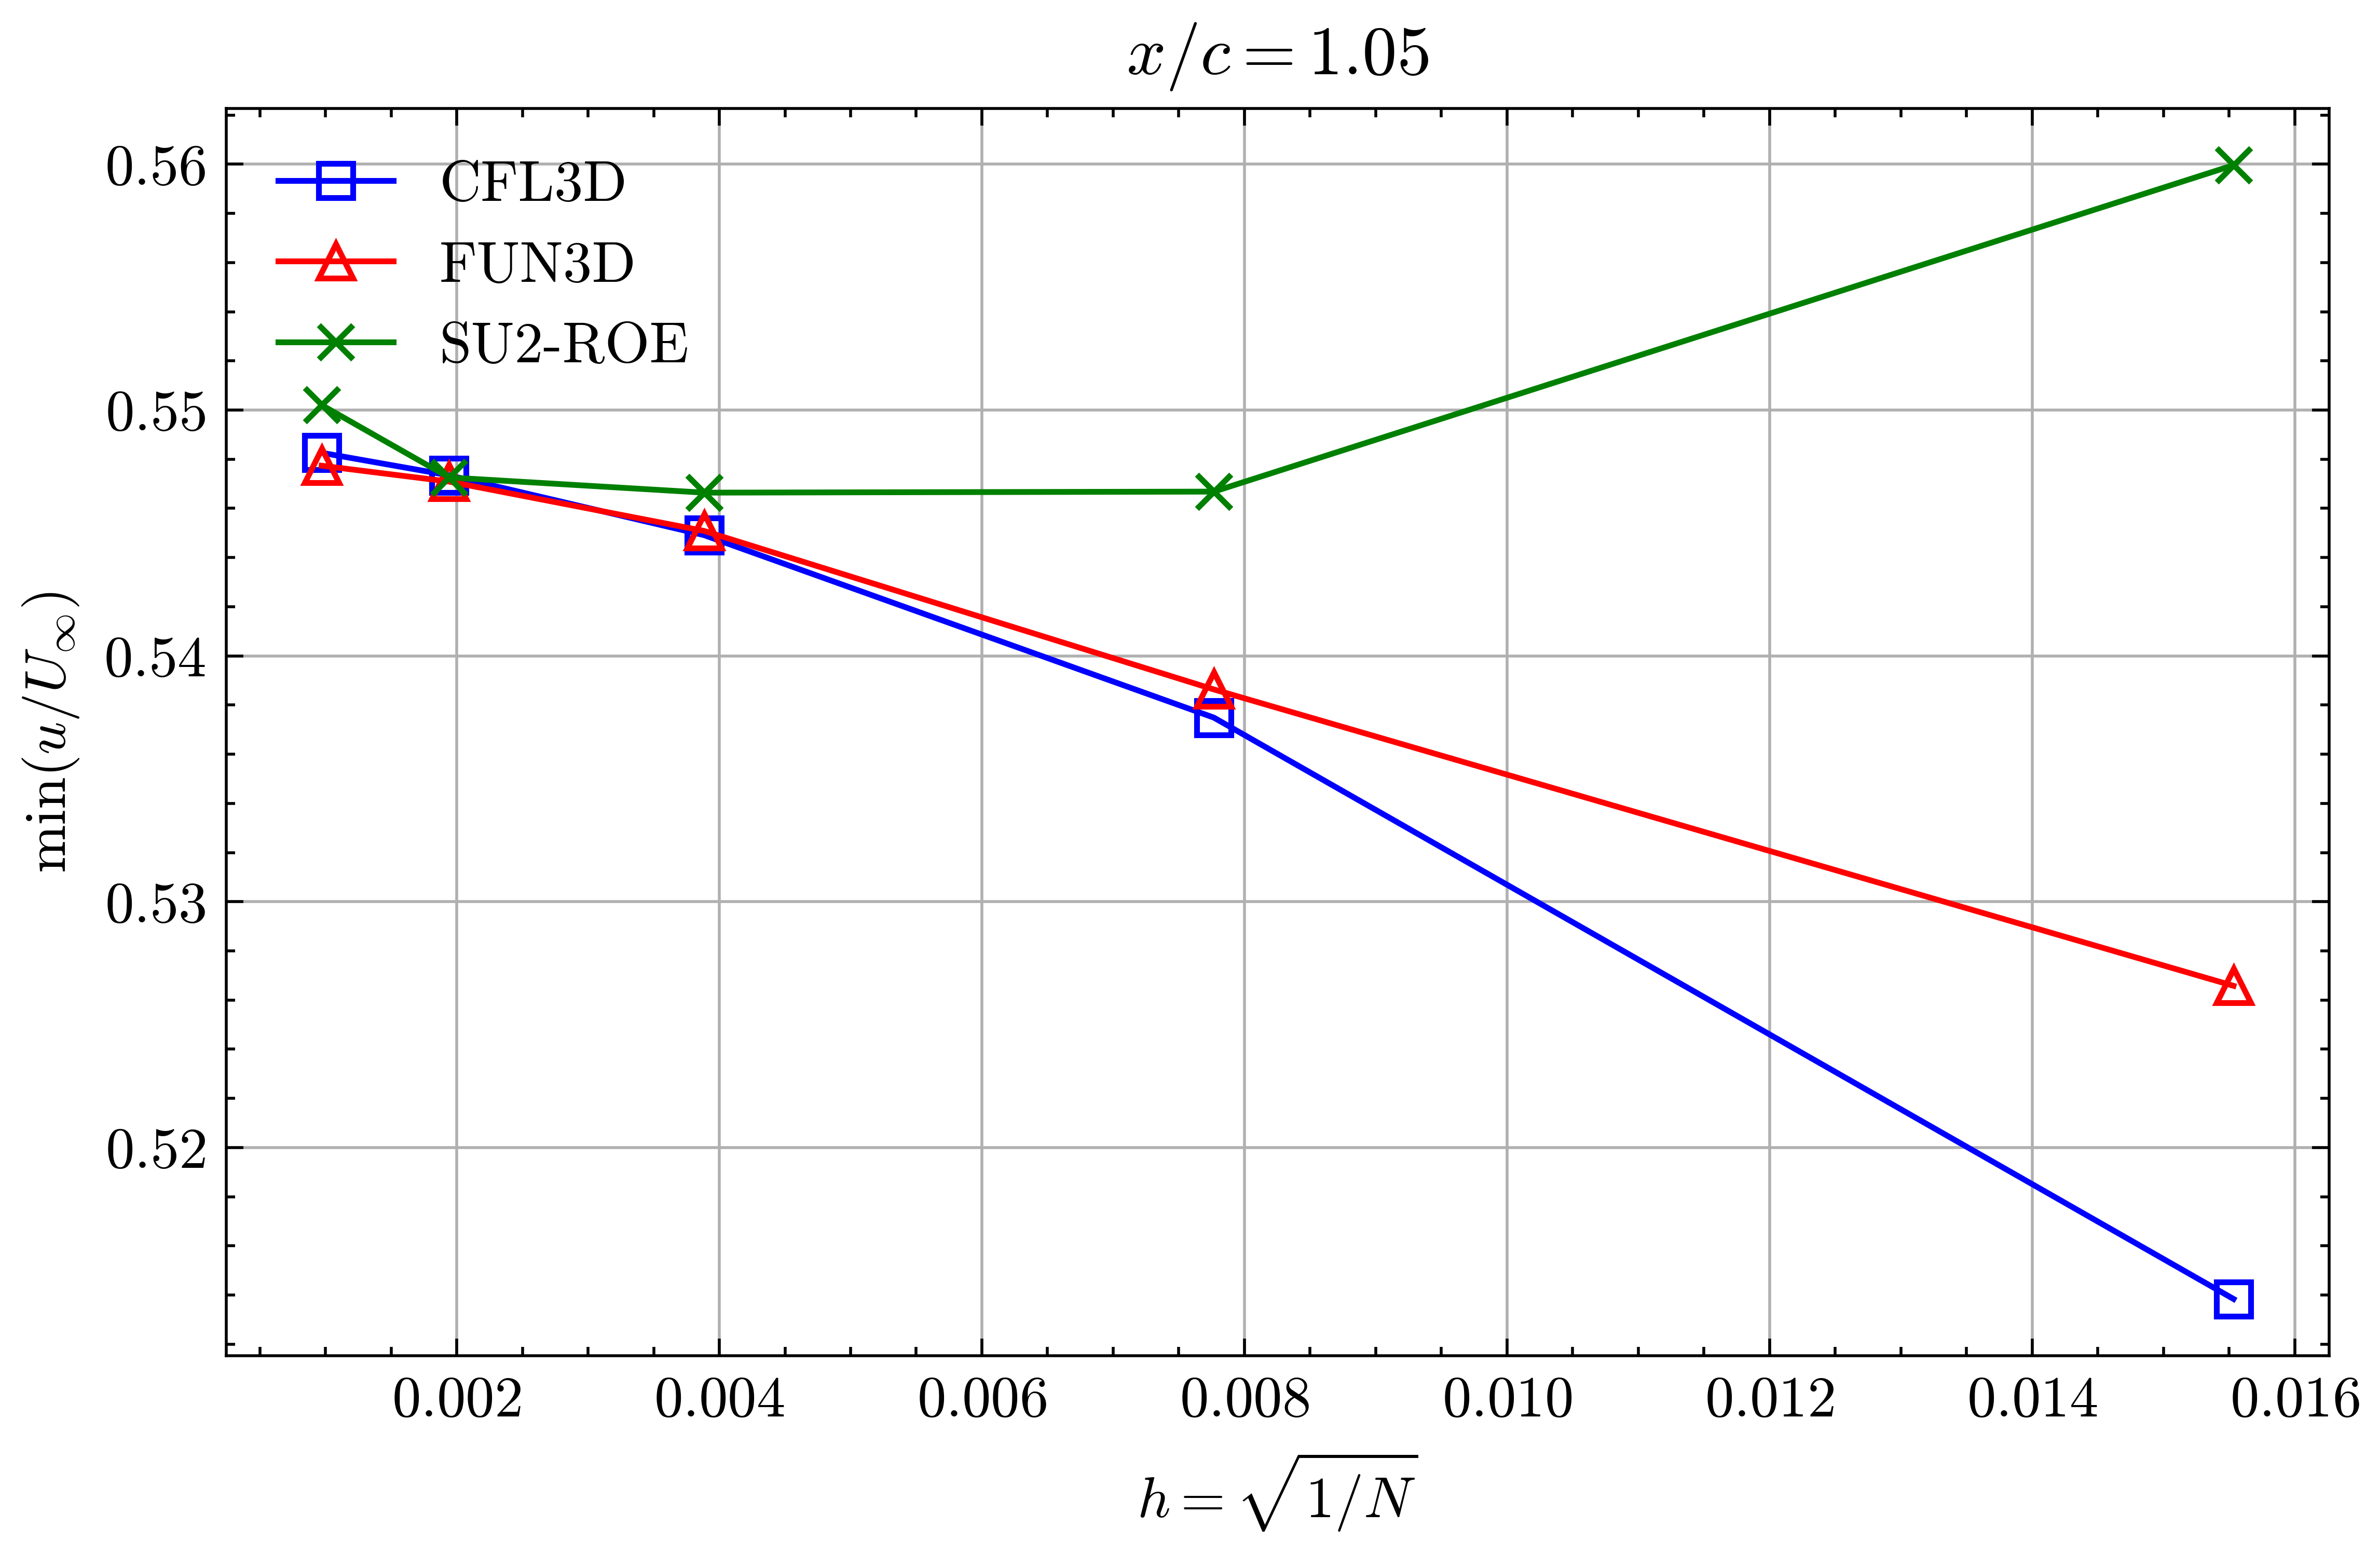 x/c = 1.05
CFL3D
FUN3D
SU2-ROE
0.56
0.55
0.54
0.53
0.52
min(u/U∞)
0.002 0.004 0.006 0.008 0.010 0.012 0.014 0.016
h = √1/N